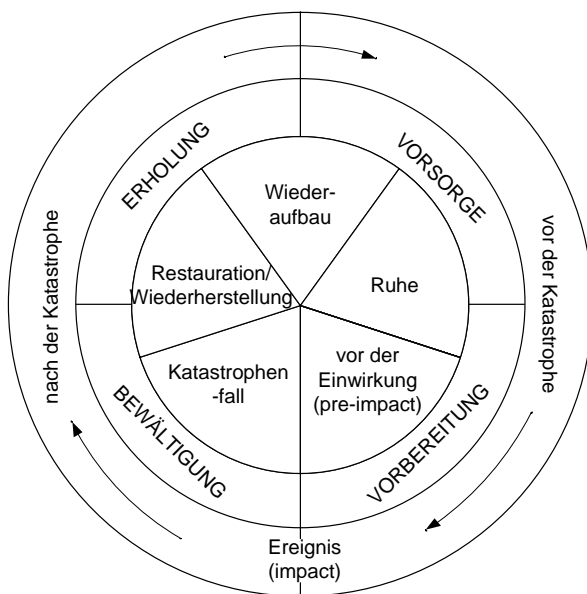 ERHOLUNG
VORSORGE
Wieder-
aufbau
nach der Katastrophe
vor der Katastrophe
Restauration/
Wiederherstellung
Ruhe
Katastrophen
-fall
vor der
Einwirkung
(pre-impact)
BEWÄLTIGUNG
VORBEREITUNG
Ereignis
(impact)